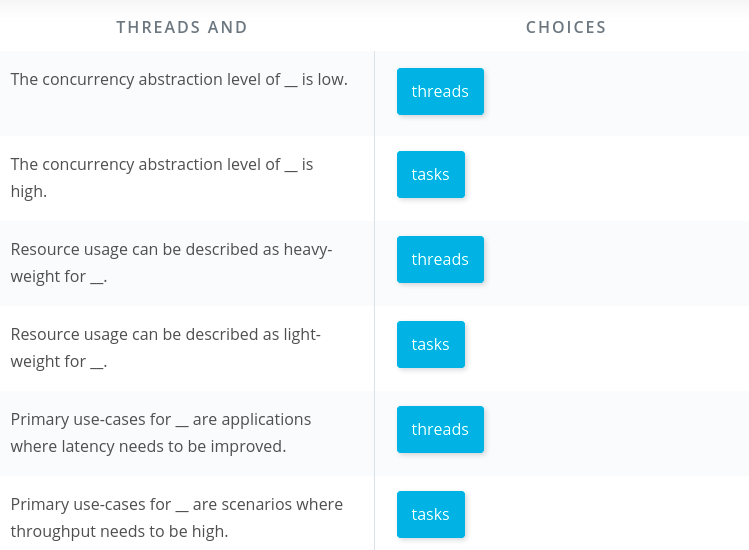 THREADS AND
CHOICES
The concurrency abstraction level of __ is low.
threads
The concurrency abstraction level of __ is
high.
tasks
Resource usage can be described as heavy-
weight for __.
threads
Resource usage can be described as light-
weight for __.
tasks
Primary use-cases for __ are applications
where latency needs to be improved.
threads
Primary use-cases for __ are scenarios where
throughput needs to be high.
tasks